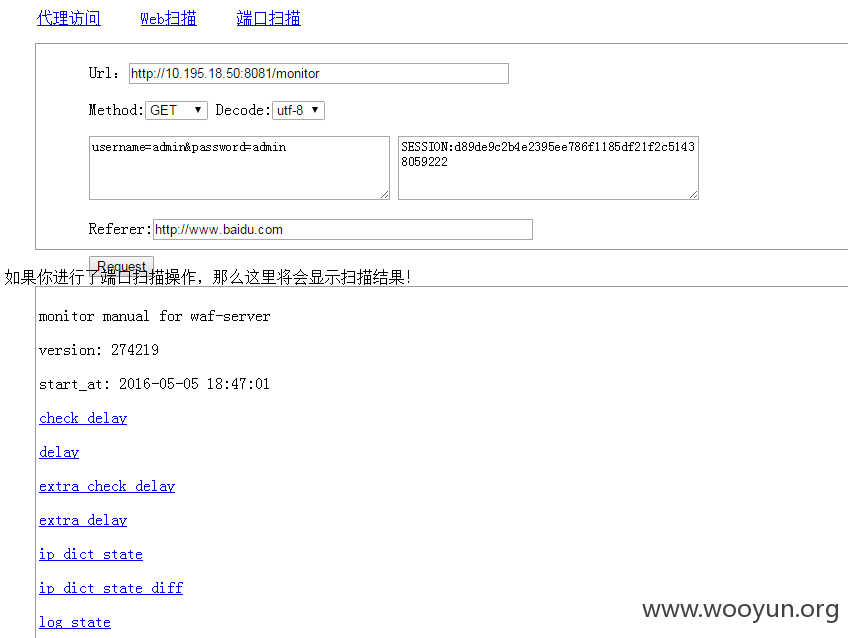 代理访问 Web扫描 端口扫描
Url: http://10.195.18.50:8081/monitor
Method: GET Decode: utf-8
username=admin&password=admin
SESSION:d89de9c2b4e2395ee786f1185df21f2c5143
8059222
Referer: http://www.baidu.com
Request
如果你进行了端口扫描操作，那么这里将会显示扫描结果!
monitor manual for waf-server
version: 274219
start_at: 2016-05-05 18:47:01
check delay
delay
extra check delay
extra delay
ip dict state
ip dict state diff
log state
www.wooyun.org